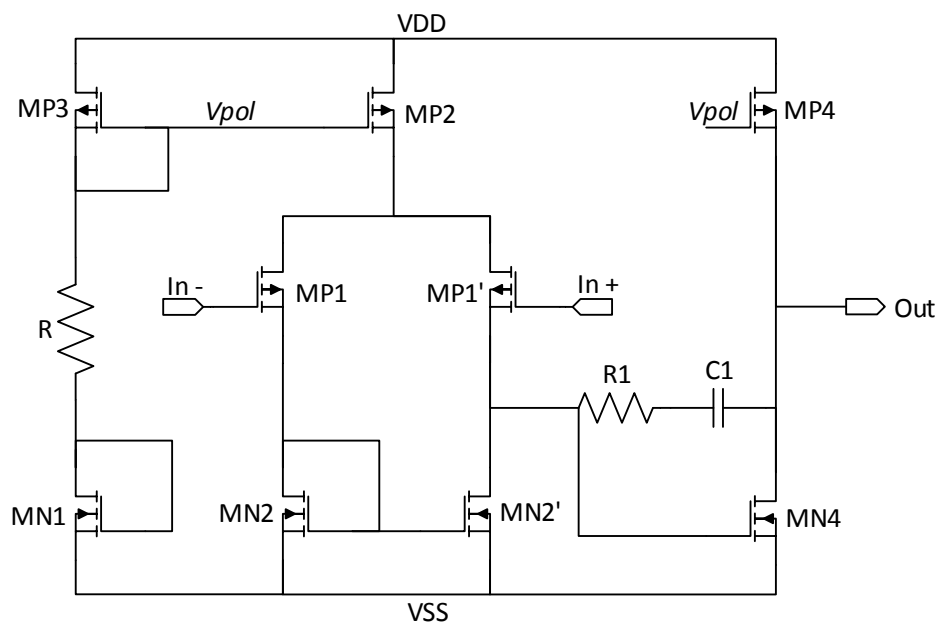 VDD
MP3
Vpol
MP2
Vpol
MP4
In -
MP1
MP1'
In +
Out
R
R1
C1
MN1
MN2
MN2'
MN4
VSS